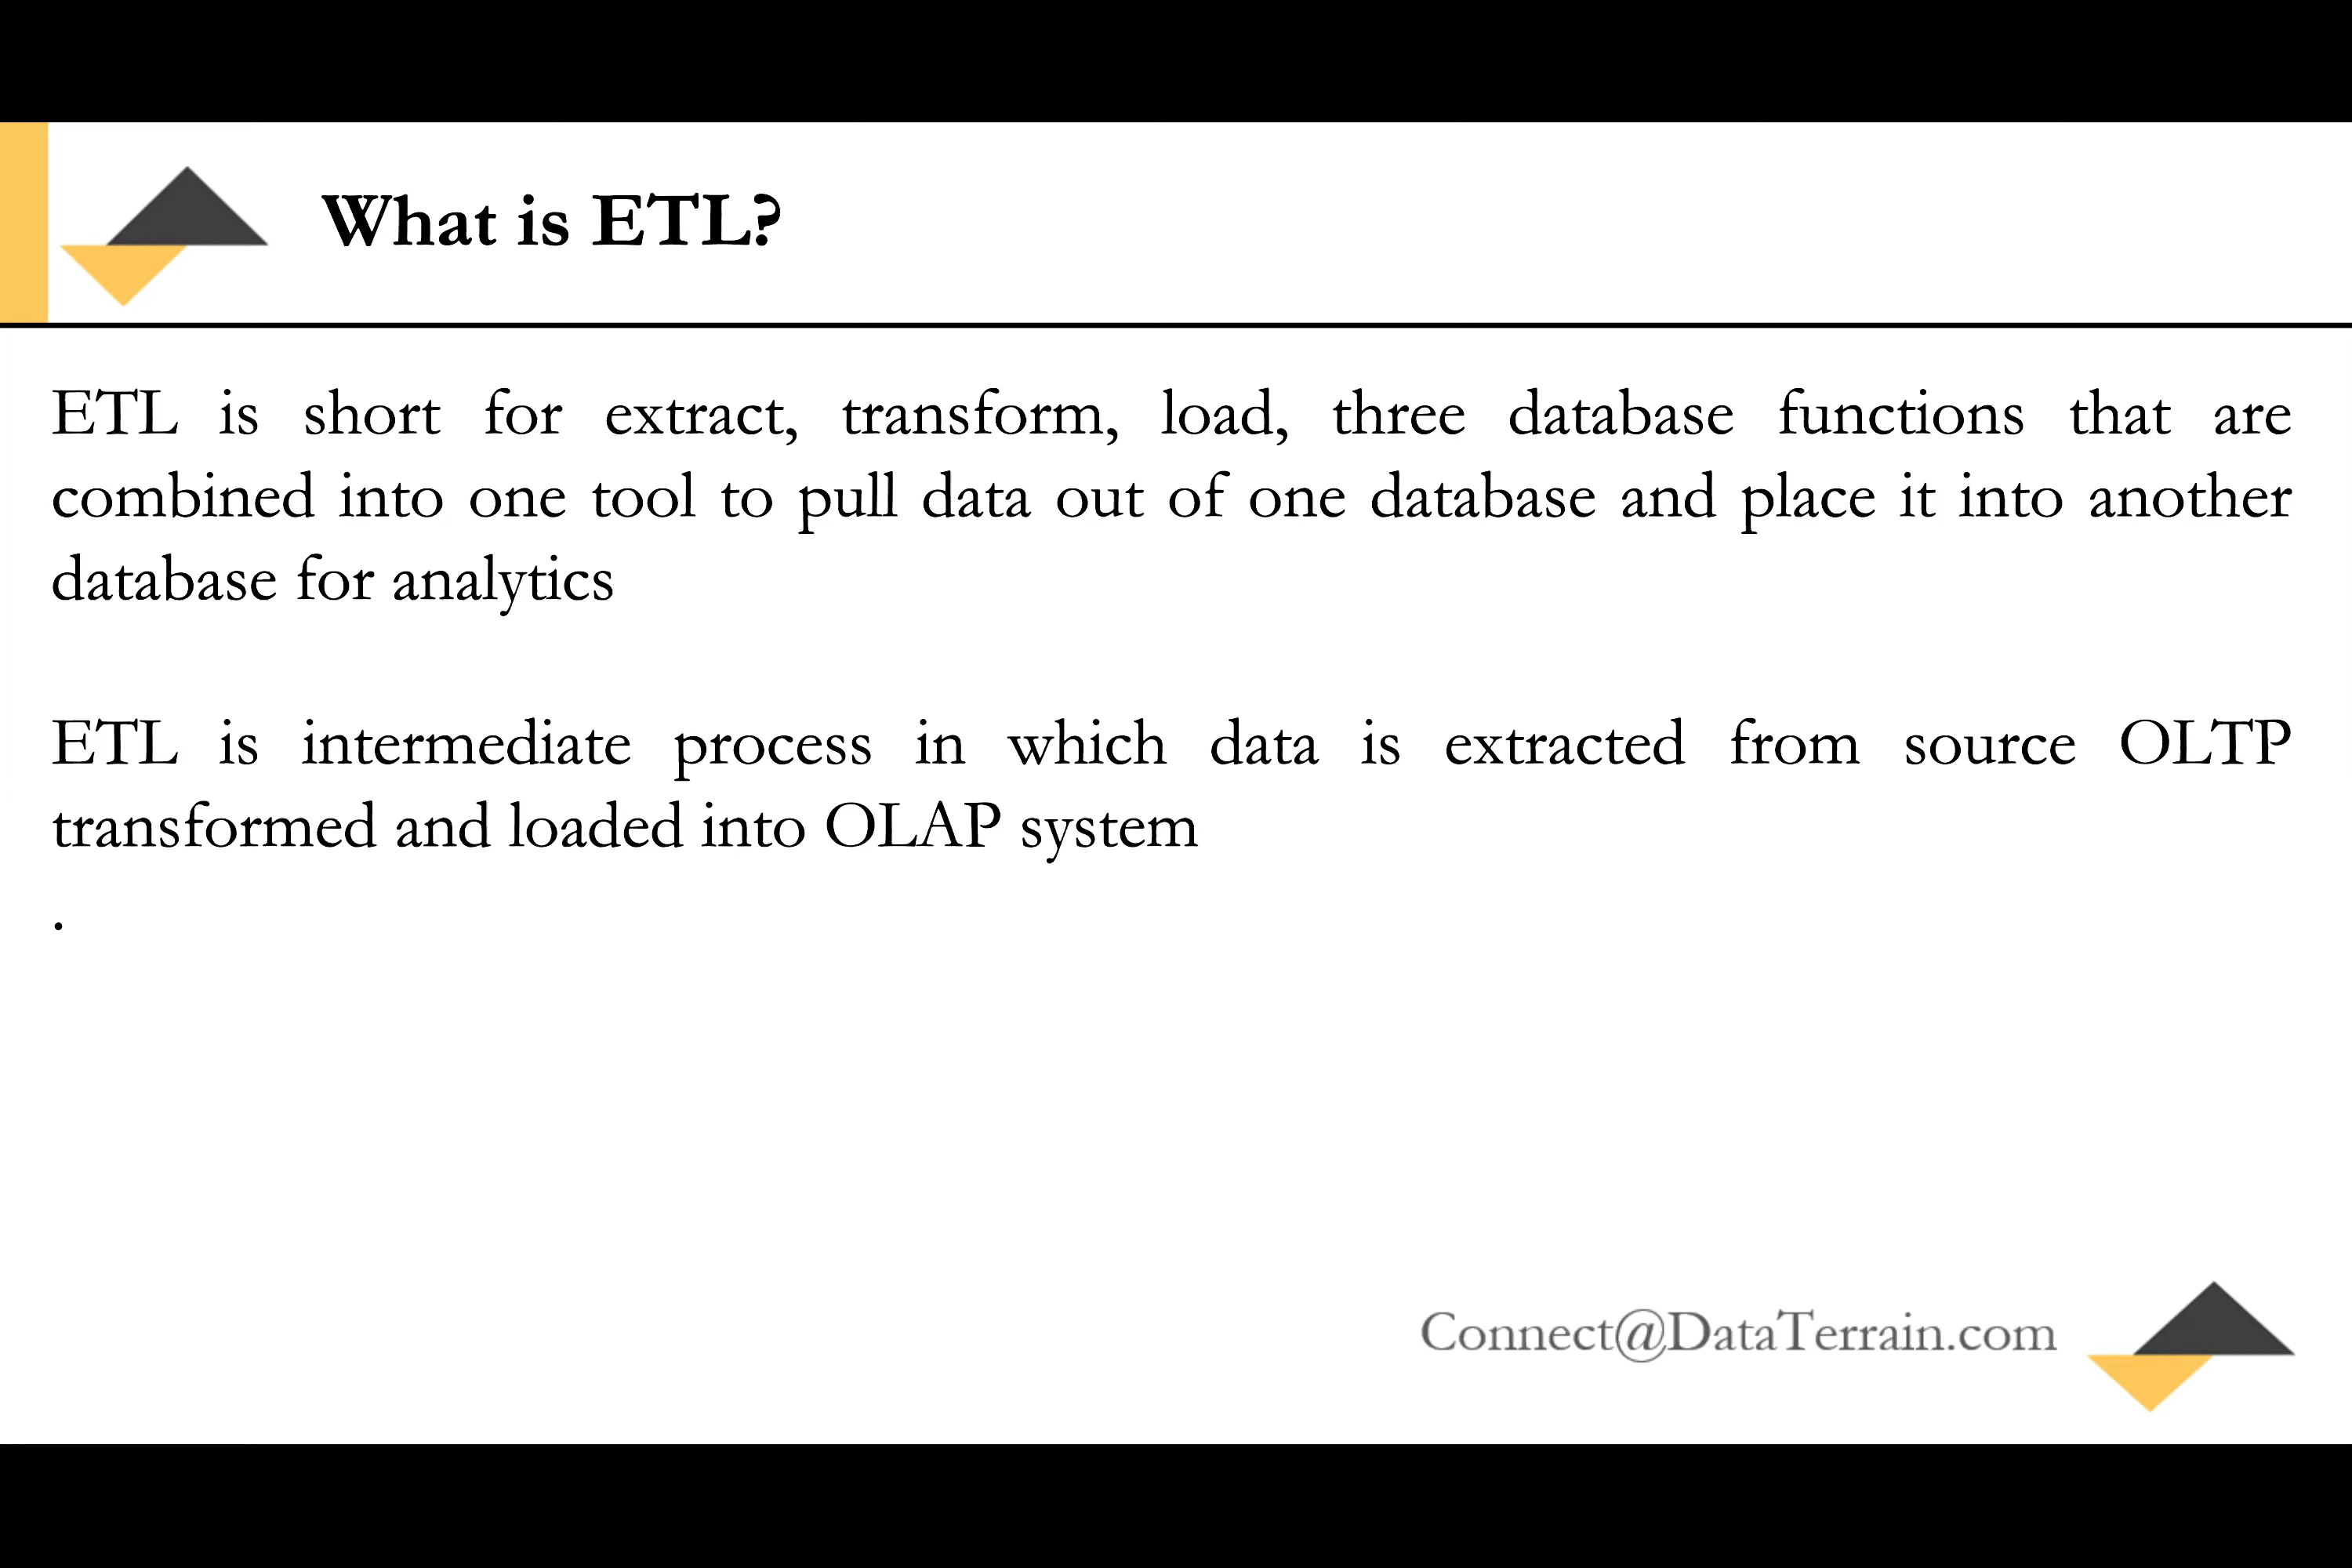 What is ETL?
ETL is short for extract, transform, load, three database functions that are
combined into one tool to pull data out of one database and place it into another
database for analytics
ETL is intermediate process in which data is extracted from source OLTP
transformed and loaded into OLAP system
.
Connect@DataTerrain.com